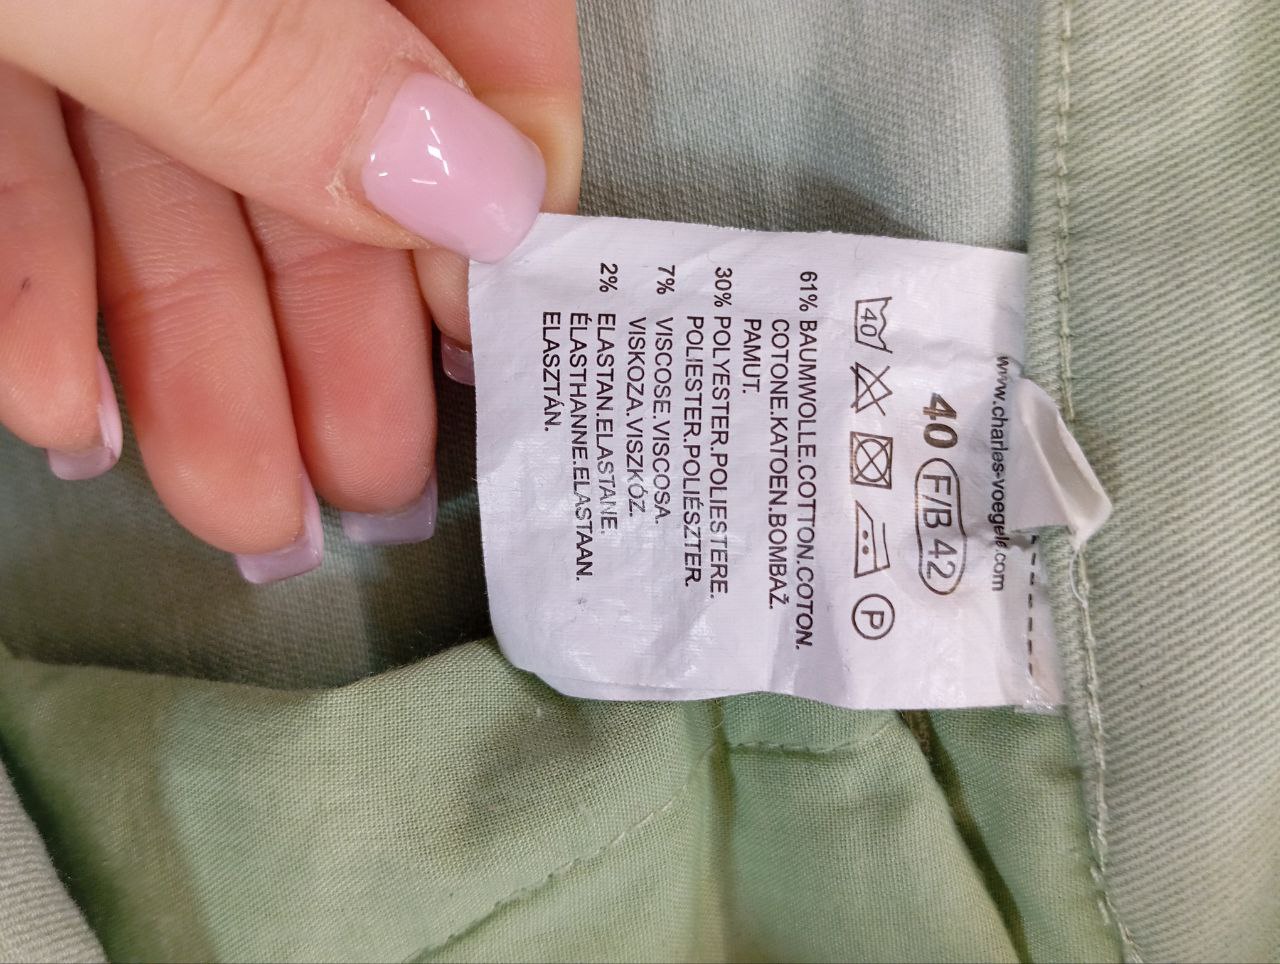 www.charles-voegele.com
40 F/B 42
40 P
61% BAUMWOLLE.COTTON.COTON.
COTONE.KATOEN.BOMBAŽ.
PAMUT.
30% POLYESTER.POLIESTERE.
POLIESTER.POLIÉSZTER.
7% VISCOSE.VISCOSA.
VISKOZA.VISZKÓZ.
2% ELASTAN.ELASTANE.
ÉLASTHANNE.ELASTAAN.
ELASZTÁN.